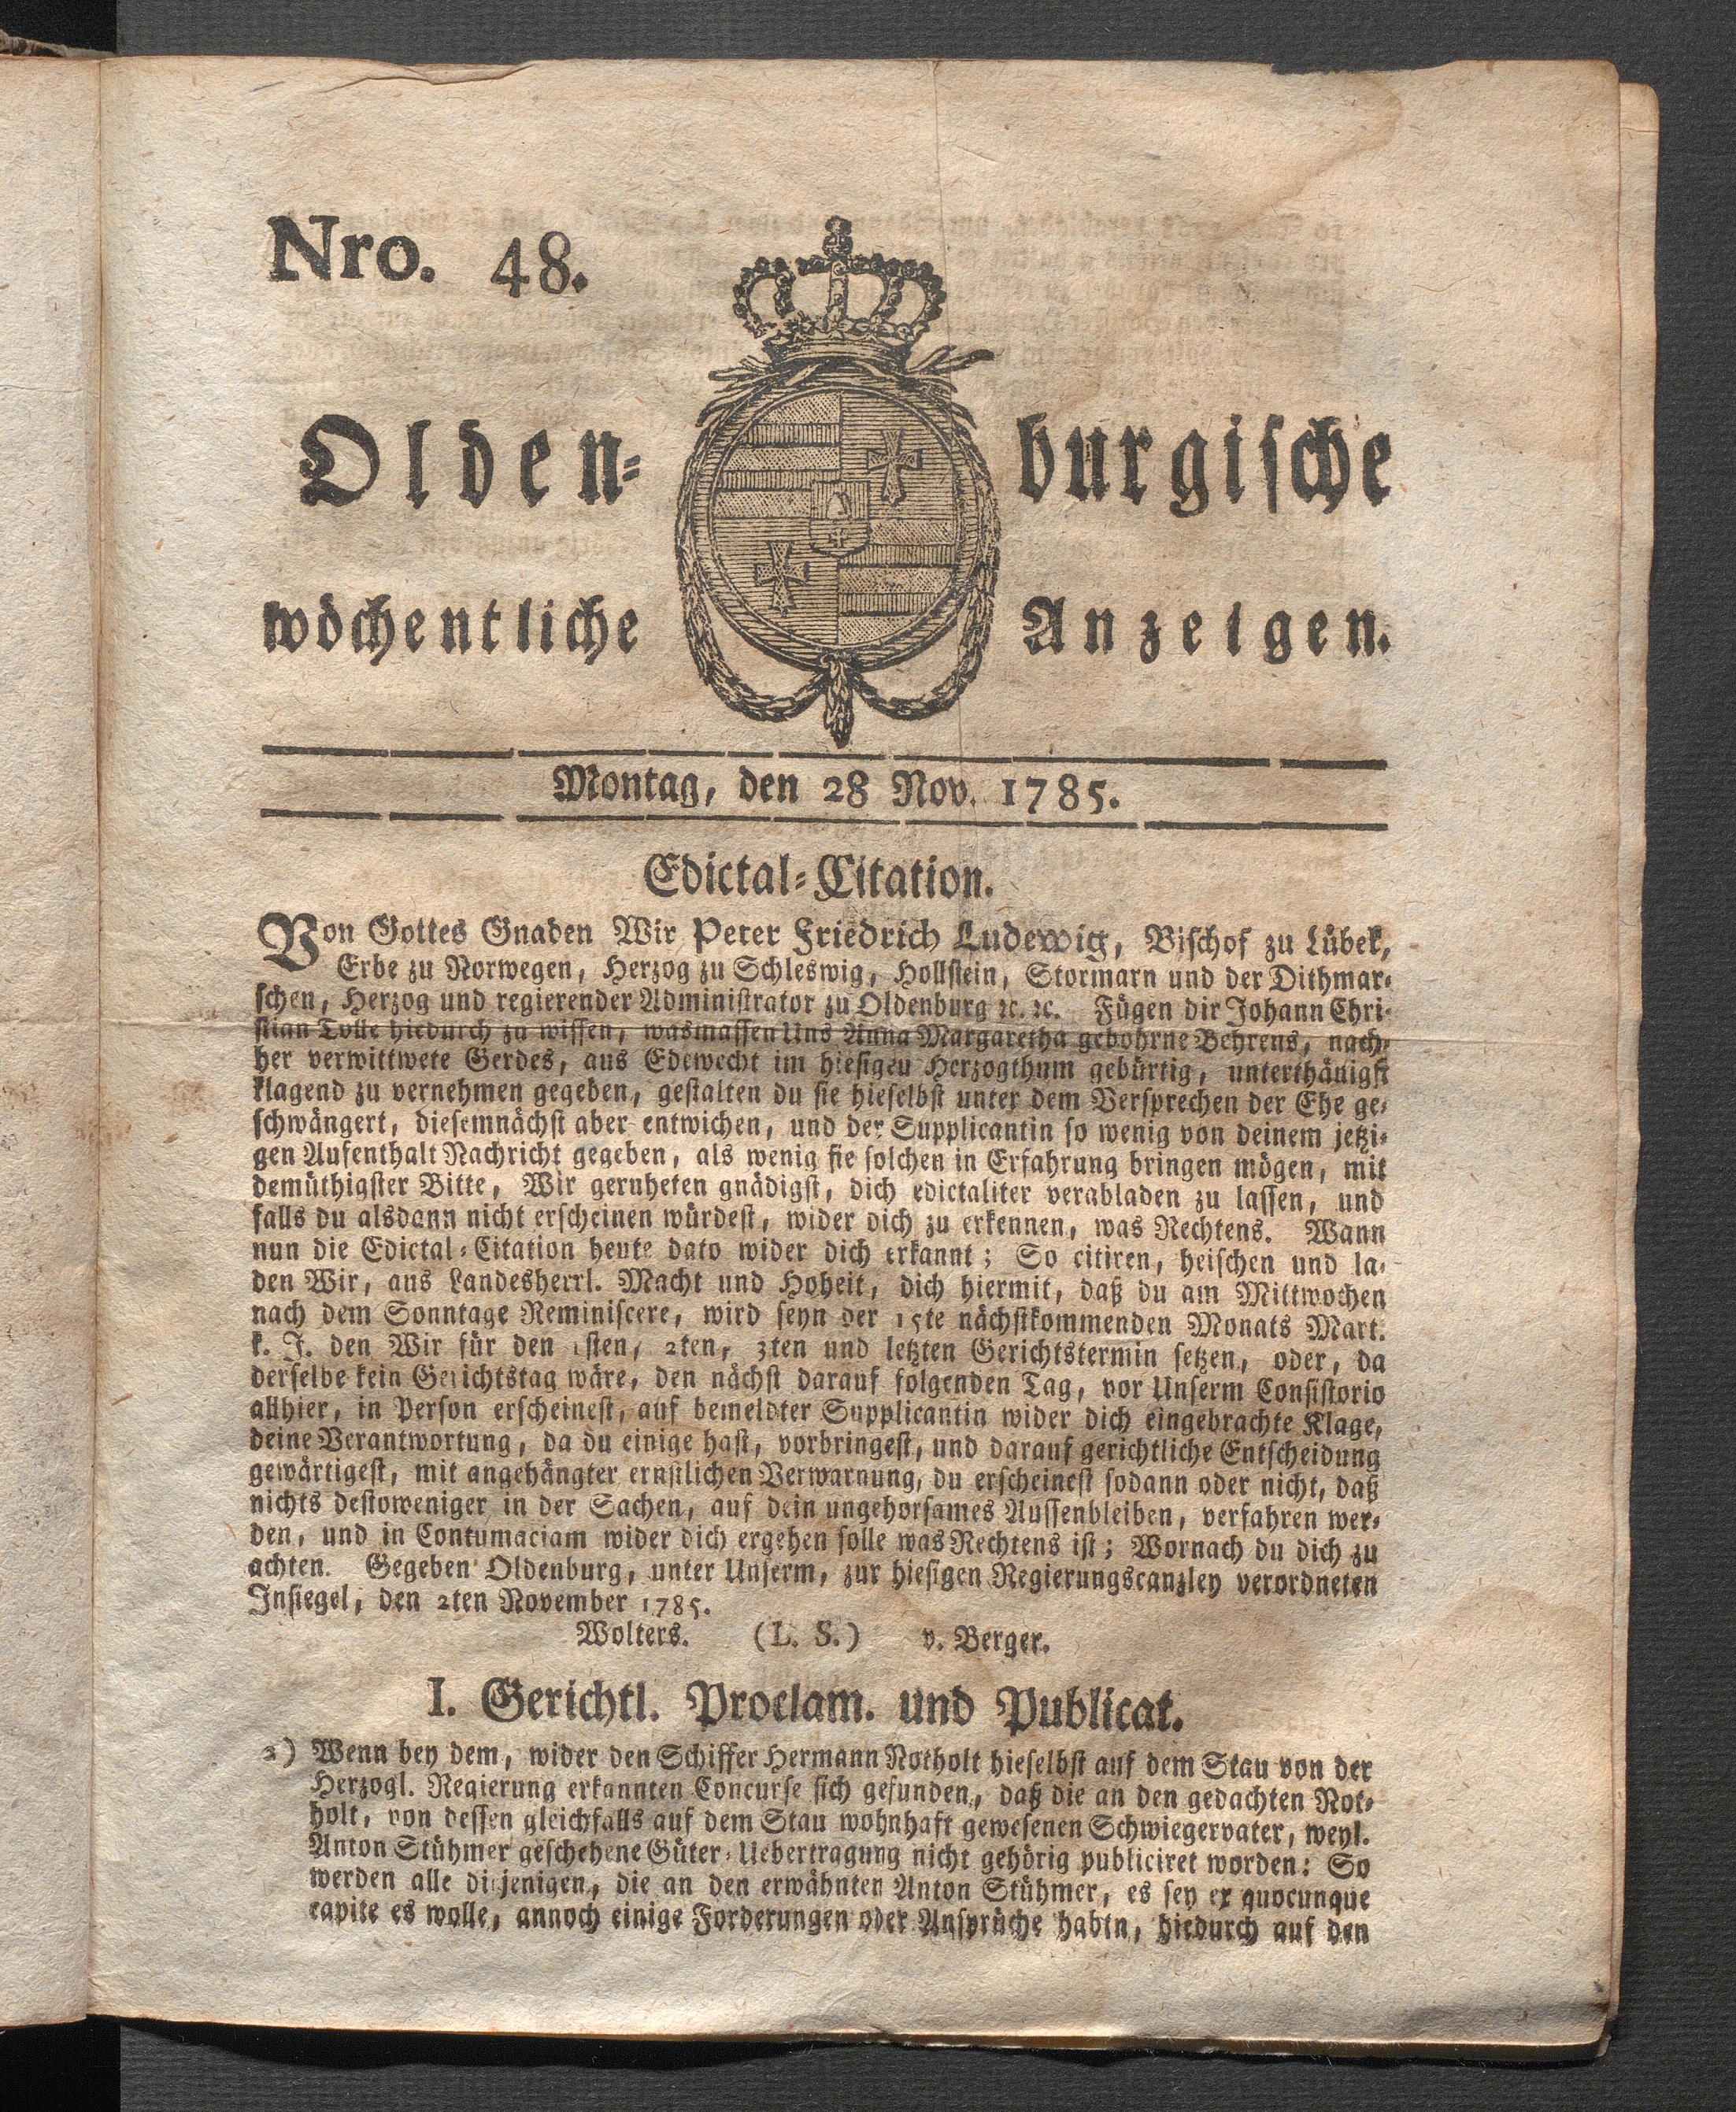 Nro. 48.
Olden-burgische
wöchentliche Anzeigen.
Montag, den 28 Nov. 1785.
Edictal-Citation.
Von Gottes Gnaden Wir Peter Friedrich Ludewig, Bischof zu Lübek,
Erbe zu Norwegen, Herzog zu Schleswig, Hollstein, Stormarn und der Dithmar-
schen, Herzog und regierender Administrator zu Oldenburg ꝛc. ꝛc. Fügen dir Johann Chri-
stian Tolle hiedurch zu wissen, wasmassen Uns Anna Margaretha gebohrne Behrens, nach-
her verwittwete Gerdes, aus Edewecht im hiesigen Herzogthum gebürtig, unterthänigst
klagend zu vernehmen gegeben, gestalten du sie hieselbst unter dem Versprechen der Ehe ge-
schwängert, diesemnächst aber entwichen, und der Supplicantin so wenig von deinem jetzi-
gen Aufenthalt Nachricht gegeben, als wenig sie solchen in Erfahrung bringen mögen, mit
demüthigster Bitte, Wir geruheten gnädigst, dich edictaliter verabladen zu lassen, und
falls du alsdann nicht erscheinen würdest, wider dich zu erkennen, was Rechtens. Wann
nun die Edictal-Citation heute dato wider dich erkannt; So citiren, heischen und la-
den Wir, aus Landesherrl. Macht und Hoheit, dich hiermit, daß du am Mittwochen
nach dem Sonntage Reminiscere, wird seyn der 15te nächstkommenden Monats Mart.
k. J. den Wir für den 1sten, 2ten, 3ten und letzten Gerichtstermin setzen, oder, da
derselbe kein Gerichtstag wäre, den nächst darauf folgenden Tag, vor Unserm Consistorio
allhier, in Person erscheinest, auf bemeldter Supplicantin wider dich eingebrachte Klage,
deine Verantwortung, da du einige hast, vorbringest, und darauf gerichtliche Entscheidung
gewärtigest, mit angehängter ernstlichen Verwarnung, du erscheinest sodann oder nicht, daß
nichts destoweniger in der Sachen, auf dein ungehorsames Aussenbleiben, verfahren wer-
den, und in Contumaciam wider dich ergehen solle was Rechtens ist; Wornach du dich zu
achten. Gegeben Oldenburg, unter Unserm, zur hiesigen Regierungscanzley verordneten
Insiegel, den 2ten November 1785.
Wolters. (L. S.) v. Berger.
I. Gerichtl. Proclam. und Publicat.
1) Wenn bey dem, wider den Schiffer Hermann Notholt hieselbst auf dem Stau von der
Herzogl. Regierung erkannten Concurse sich gefunden, daß die an den gedachten Not-
holt, von dessen gleichfalls auf dem Stau wohnhaft gewesenen Schwiegervater, weyl.
Anton Stühmer geschehene Güter-Uebertragung nicht gehörig publiciret worden: So
werden alle diejenigen, die an den erwähnten Anton Stühmer, es sey ex quocunque
capite es wolle, annoch einige Forderungen oder Ansprüche haben, hiedurch auf den